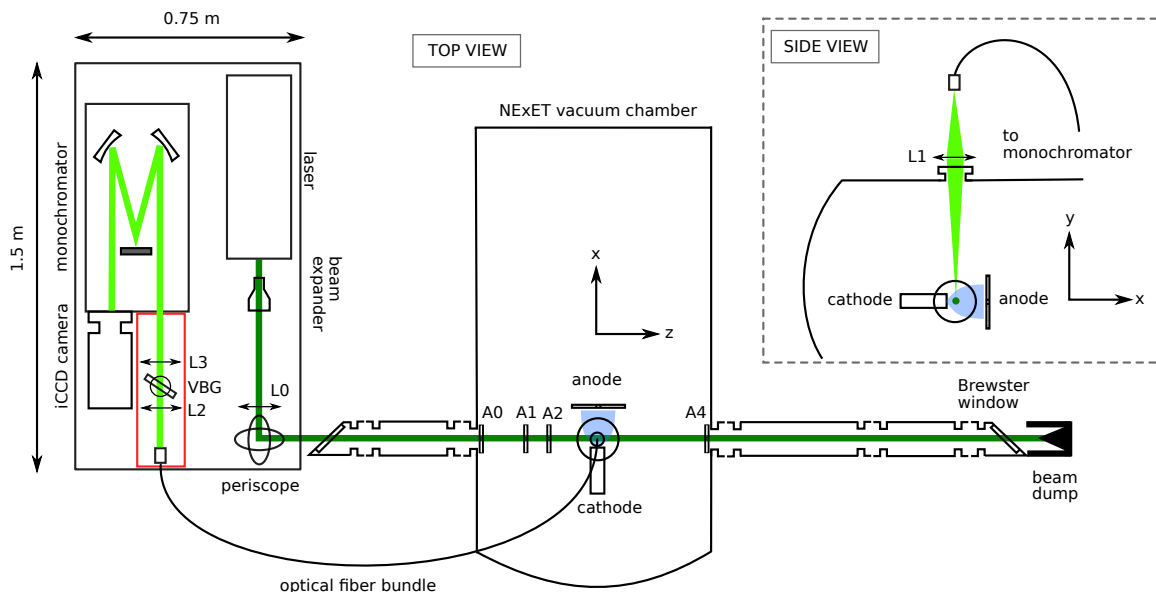 0.75 m
TOP VIEW
SIDE VIEW
NExET vacuum chamber
to
monochromator
L1
laser
monochromator
1.5 m
y
x
beam
expander
x
z
cathode
anode
iCCD camera
L3
VBG
L2
L0
anode
Brewster
window
A0
A1
A2
A4
periscope
cathode
beam
dump
optical fiber bundle